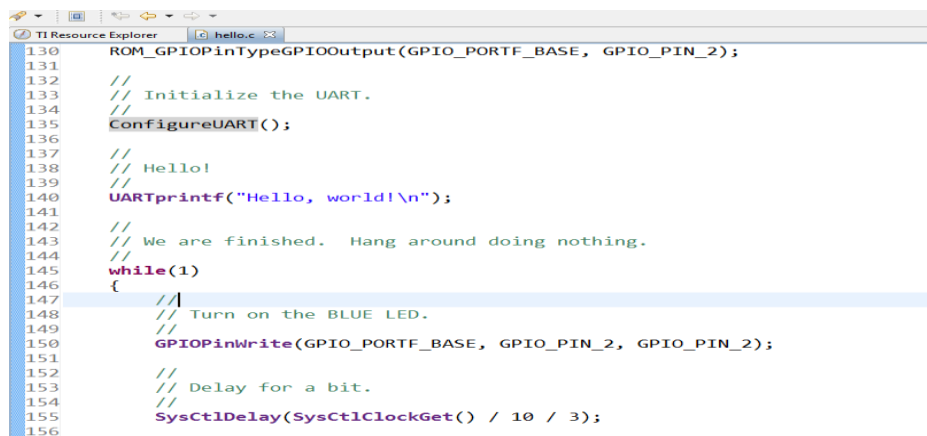 TI Resource Explorer hello.c
130 ROM_GPIOPinTypeGPIOOutput(GPIO_PORTF_BASE, GPIO_PIN_2);
131
132 //
133 // Initialize the UART.
134 //
135 ConfigureUART();
136
137 //
138 // Hello!
139 //
140 UARTprintf("Hello, world!\n");
141
142 //
143 // We are finished.  Hang around doing nothing.
144 //
145 while(1)
146 {
147 //
148 // Turn on the BLUE LED.
149 //
150 GPIOPinWrite(GPIO_PORTF_BASE, GPIO_PIN_2, GPIO_PIN_2);
151
152 //
153 // Delay for a bit.
154 //
155 SysCtlDelay(SysCtlClockGet() / 10 / 3);
156